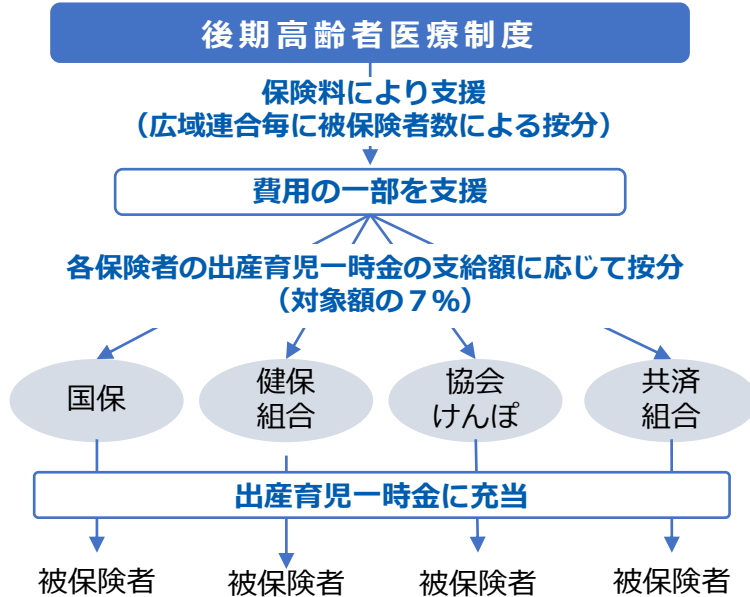 後期高齢者医療制度
保険料により支援
（広域連合毎に被保険者数による按分）
費用の一部を支援
各保険者の出産育児一時金の支給額に応じて按分
（対象額の７％）
国保
健保
組合
協会
けんぽ
共済
組合
出産育児一時金に充当
被保険者
被保険者
被保険者
被保険者